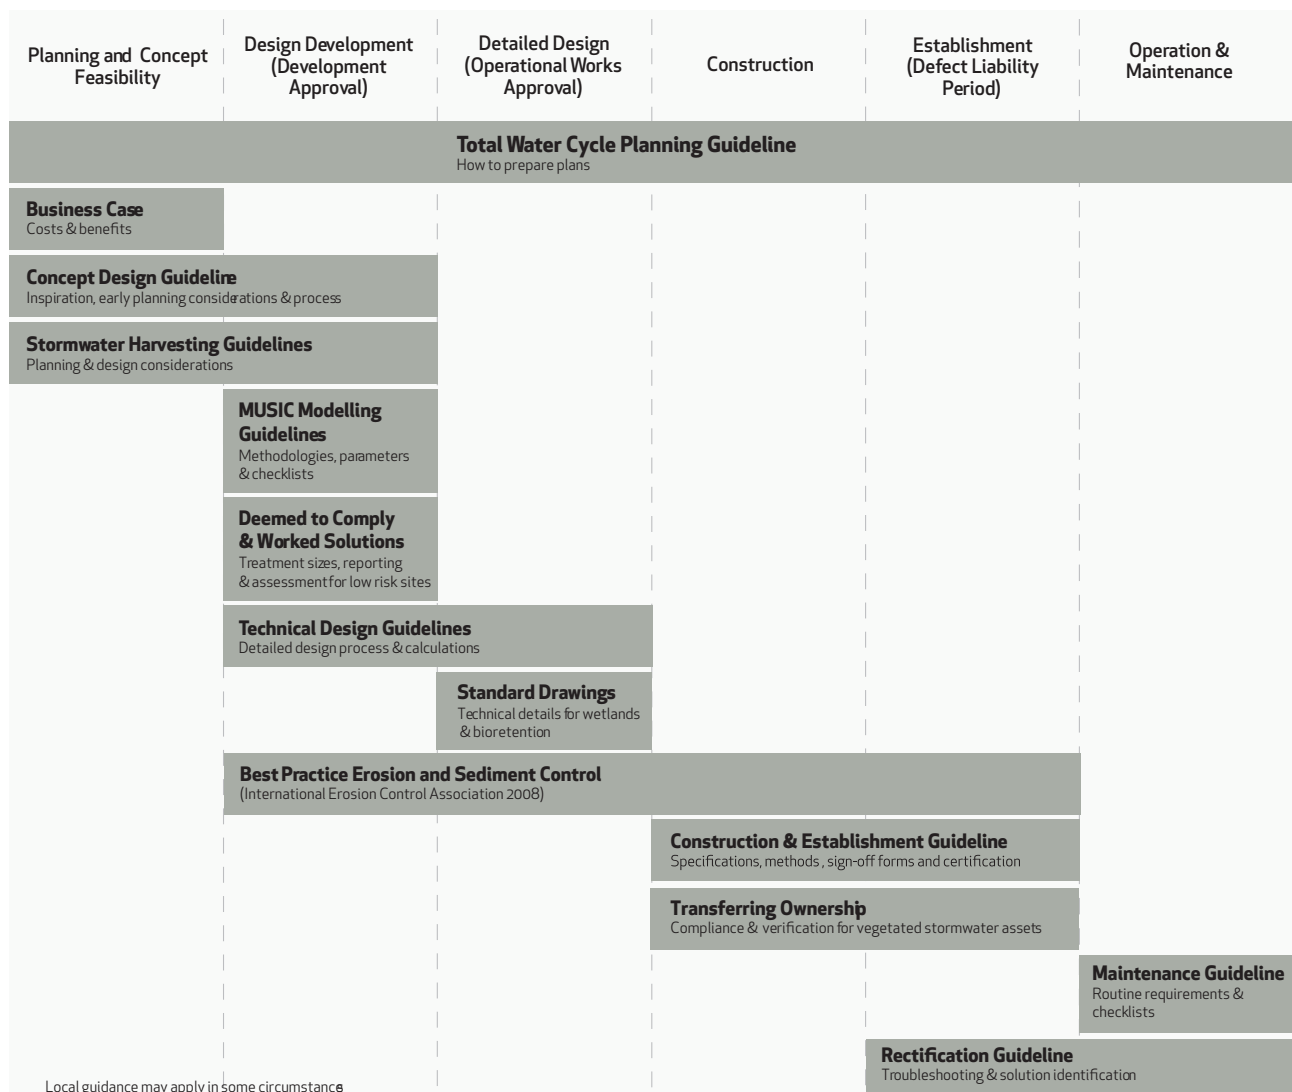 Planning and Concept
Feasibility
Design Development
(Development
Approval)
Detailed Design
(Operational Works
Approval)
Construction
Establishment
(Defect Liability
Period)
Operation &
Maintenance
Total Water Cycle Planning Guideline
How to prepare plans
Business Case
Costs & benefits
Concept Design Guideline
Inspiration, early planning considerations & process
Stormwater Harvesting Guidelines
Planning & design considerations
MUSIC Modelling
Guidelines
Methodologies, parameters
& checklists
Deemed to Comply
& Worked Solutions
Treatment sizes, reporting
& assessment for low risk sites
Technical Design Guidelines
Detailed design process & calculations
Standard Drawings
Technical details for wetlands
& bioretention
Best Practice Erosion and Sediment Control
(International Erosion Control Association 2008)
Construction & Establishment Guideline
Specifications, methods , sign-off forms and certification
Transferring Ownership
Compliance & verification for vegetated stormwater assets
Maintenance Guideline
Routine requirements &
checklists
Rectification Guideline
Troubleshooting & solution identification
Local guidance may apply in some circumstances